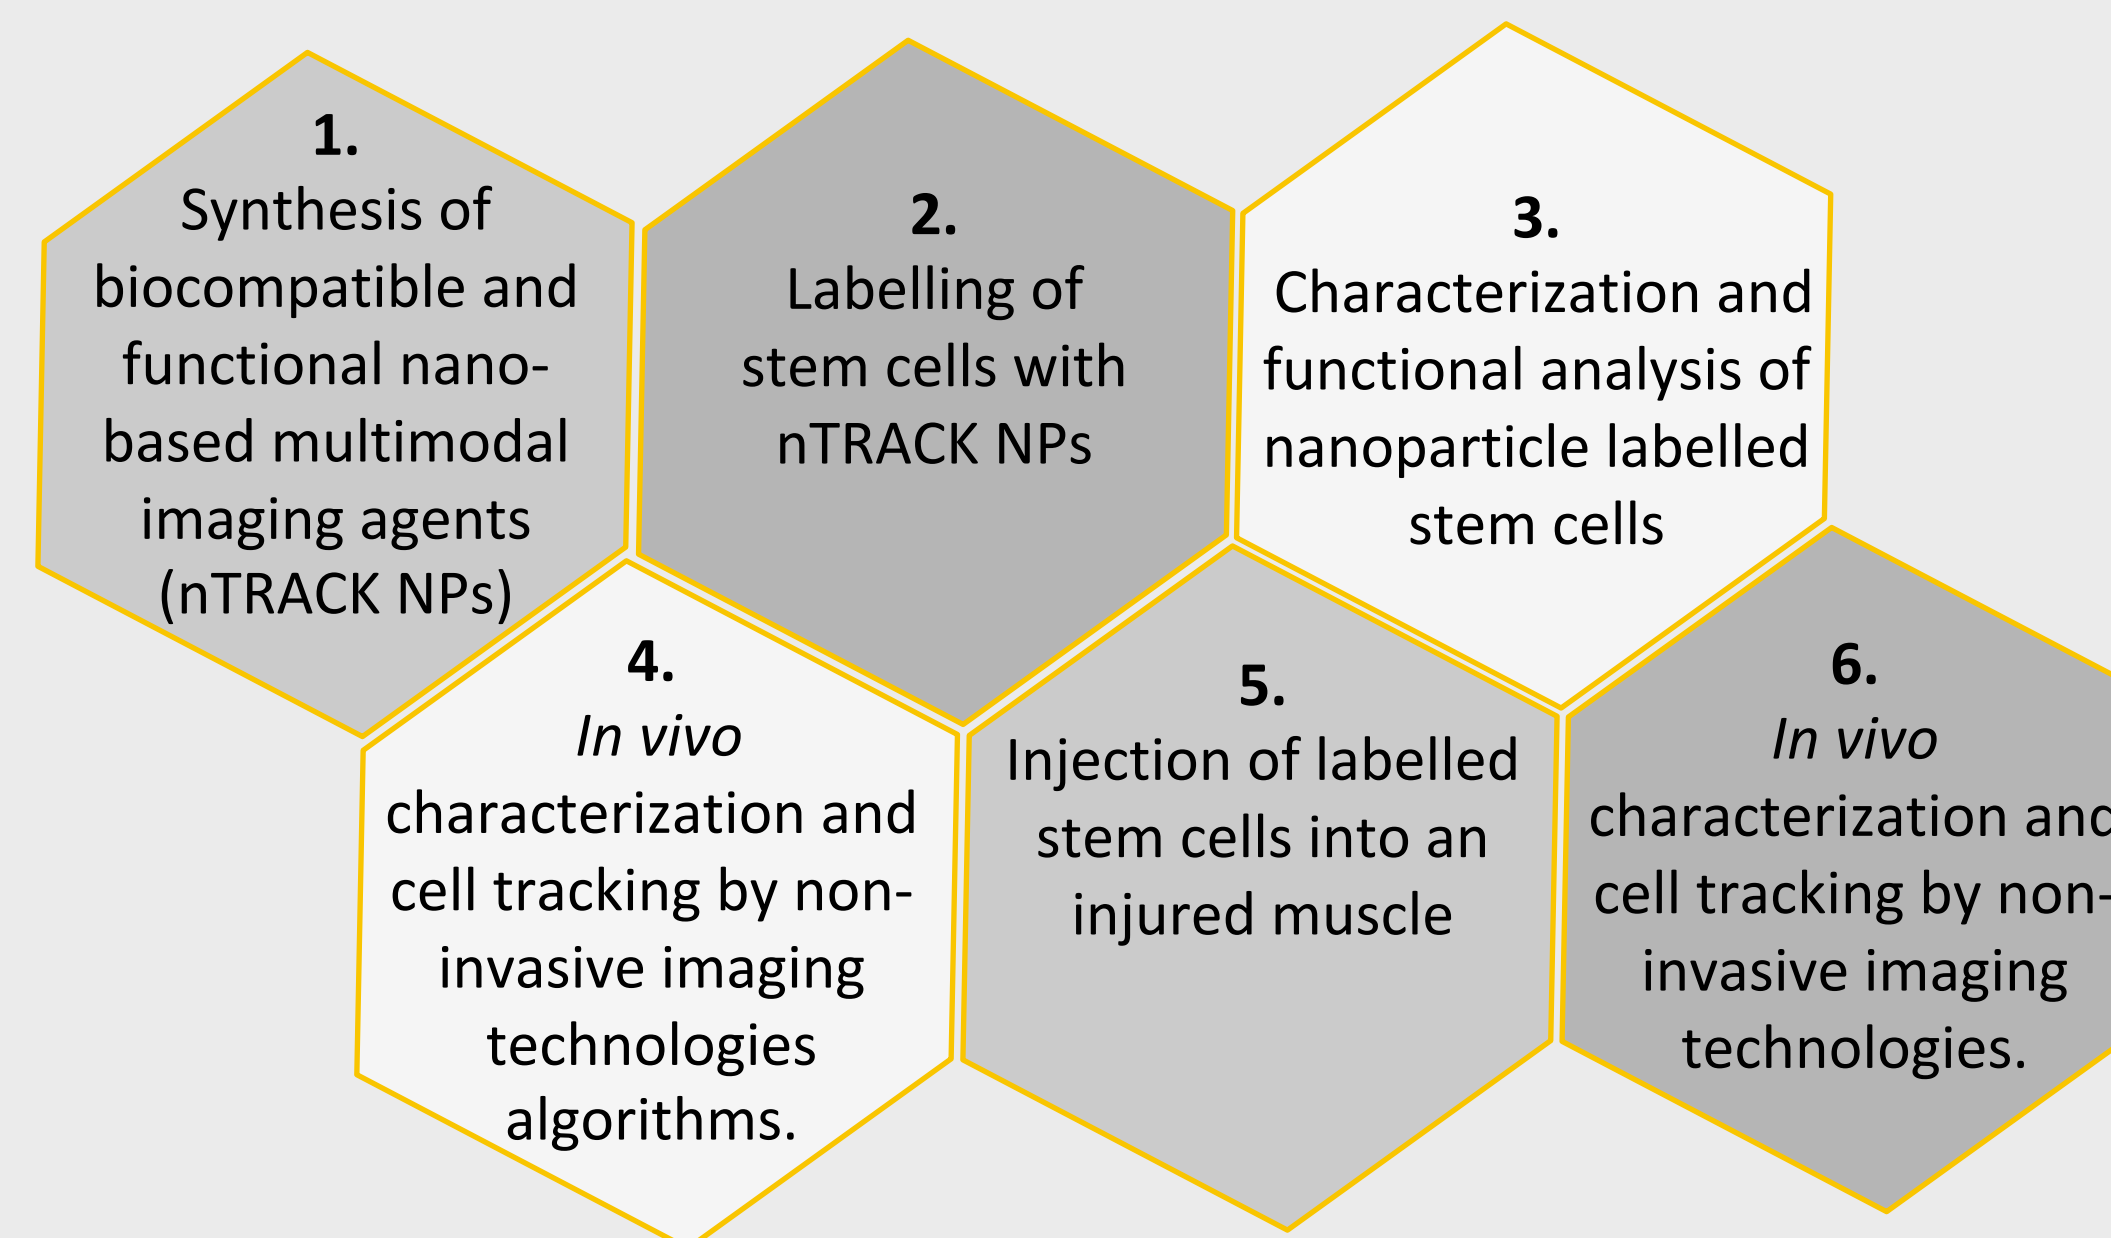 1.
Synthesis of
biocompatible and
functional nano-
based multimodal
imaging agents
(nTRACK NPs)
2.
Labelling of
stem cells with
nTRACK NPs
3.
Characterization and
functional analysis of
nanoparticle labelled
stem cells
4.
In vivo
characterization and
cell tracking by non-
invasive imaging
technologies
algorithms.
5.
Injection of labelled
stem cells into an
injured muscle
6.
In vivo
characterization and
cell tracking by non-
invasive imaging
technologies.